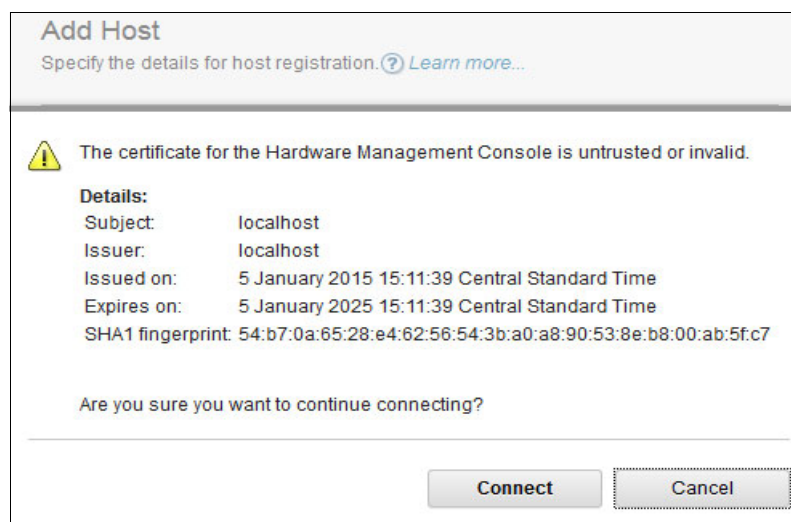 Add Host
Specify the details for host registration. ? Learn more...
The certificate for the Hardware Management Console is untrusted or invalid.
Details:
Subject: localhost
Issuer: localhost
Issued on: 5 January 2015 15:11:39 Central Standard Time
Expires on: 5 January 2025 15:11:39 Central Standard Time
SHA1 fingerprint: 54:b7:0a:65:28:e4:62:56:54:3b:a0:a8:90:53:8e:b8:00:ab:5f:c7
Are you sure you want to continue connecting?
Connect Cancel